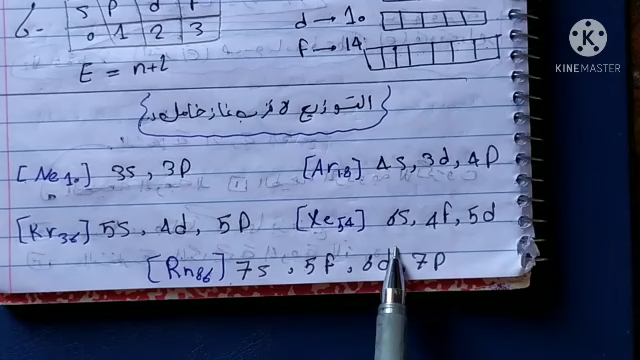 S P d f
6- 0 1 2 3
d → 10
f → 14
E = n+l
KINEMASTER
التوزيع لاقرب غاز خامل
[Ne10] 3S, 3P
[Ar18] 4S, 3d, 4P
[Kr36] 5S, 4d, 5P
[Xe54] 6S, 4f, 5d
[Rn86] 7s, 5f, 6d, 7P